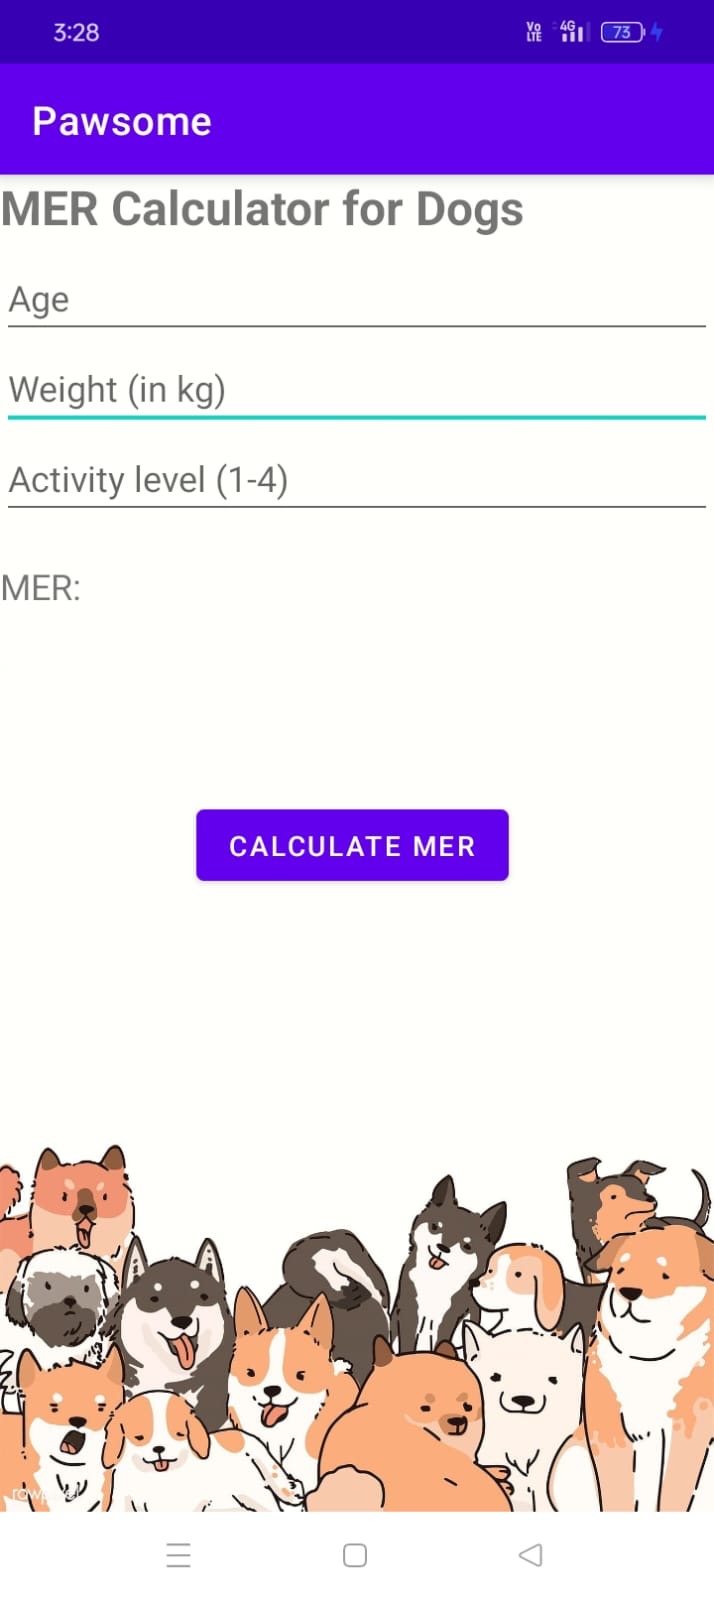 3:28
Vo
LTE
4G
73
Pawsome
MER Calculator for Dogs
Age
Weight (in kg)
Activity level (1-4)
MER:
CALCULATE MER